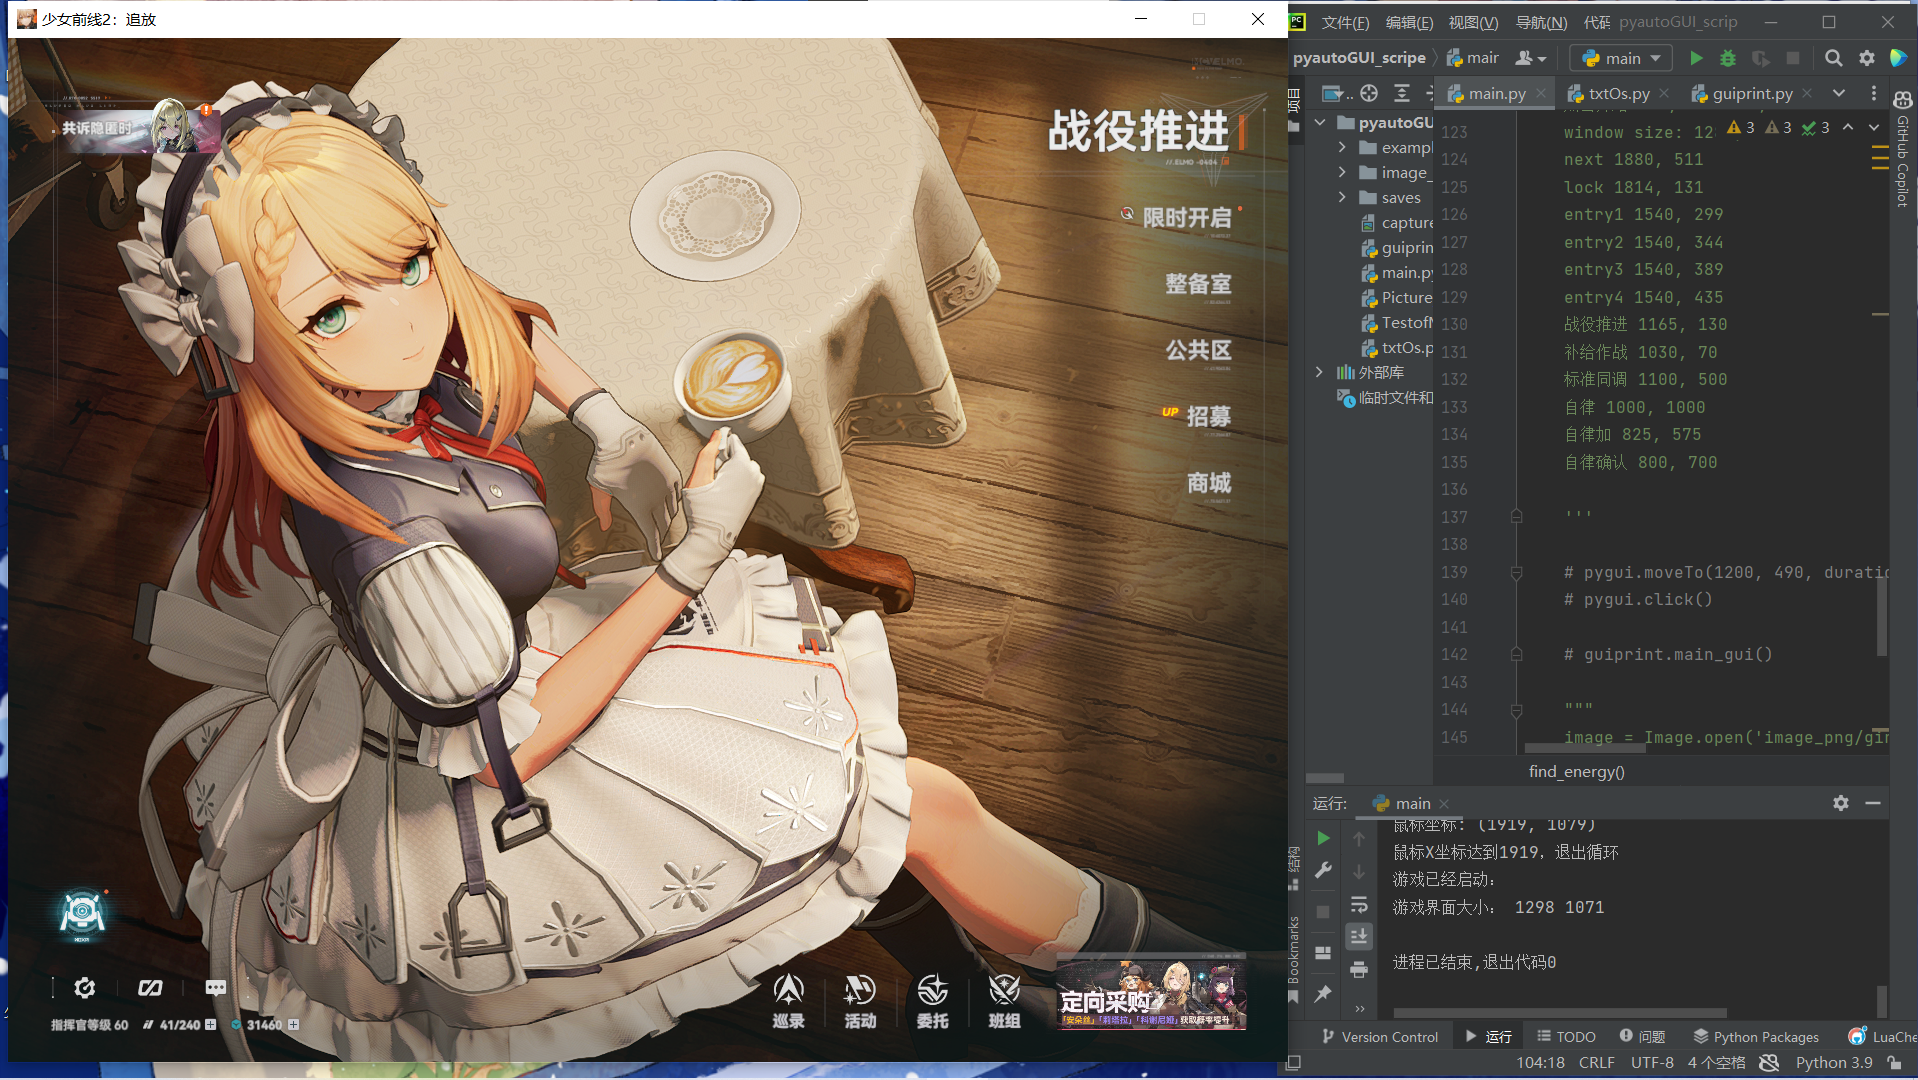 少女前线2：追放
共诉隐匿时
战役推进
限时开启
整备室
公共区
UP 招募
商城
指挥官等级 60
41/240
31460
巡录
活动
委托
班组
定向采购
文件(F) 编辑(E) 视图(V) 导航(N) 代码 pyautoGUI_scrip
pyautoGUI_scripe
main
main.py
txtOs.py
guiprint.py
项目
pyautoGU
exampl
image_
saves
capture
guiprin
main.py
Picture
txtOs.p
外部库
临时文件和
3 3 3
123 window size: 12
124 next 1880, 511
125 lock 1814, 131
126 entry1 1540, 299
127 entry2 1540, 344
128 entry3 1540, 389
129 entry4 1540, 435
130 战役推进 1165, 130
131 补给作战 1030, 70
132 标准同调 1100, 500
133 自律 1000, 1000
134 自律加 825, 575
135 自律确认 800, 700
136
137 '''
138
139 # pygui.moveTo(1200, 490, duratio
140 # pygui.click()
141
142 # guiprint.main_gui()
143
144 """
145 image = Image.open('image_png/gir
find_energy()
GitHub Copilot
运行:
main
鼠标坐标: (1919, 1079)
鼠标X坐标达到1919，退出循环
游戏已经启动：
游戏界面大小： 1298 1071
进程已结束,退出代码0
结构
Bookmarks
Version Control
运行
TODO
问题
Python Packages
LuaChe
104:18 CRLF UTF-8 4 个空格 Python 3.9